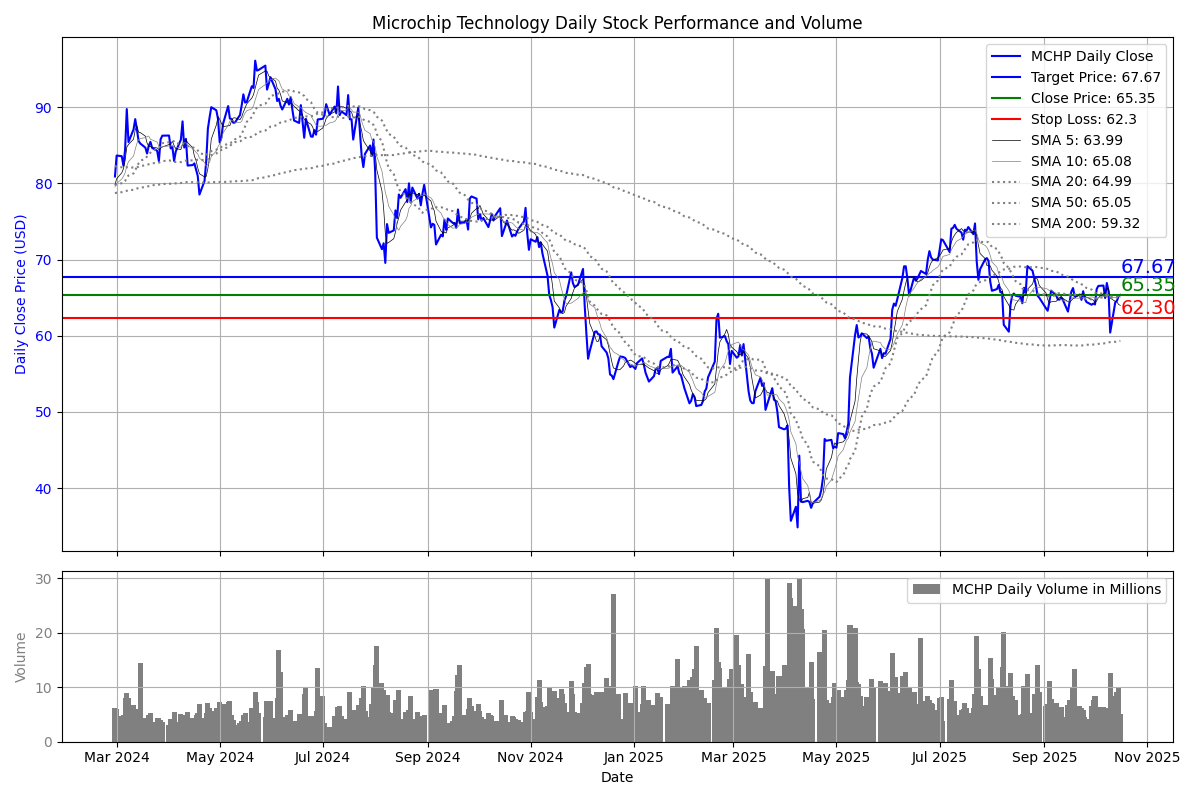 Microchip Technology Daily Stock Performance and Volume
Daily Close Price (USD)
90
80
70
60
50
40
MCHP Daily Close
Target Price: 67.67
Close Price: 65.35
Stop Loss: 62.3
SMA 5: 63.99
SMA 10: 65.08
SMA 20: 64.99
SMA 50: 65.05
SMA 200: 59.32
67.67
65.35
62.30
Volume
30
20
10
0
MCHP Daily Volume in Millions
Mar 2024 May 2024 Jul 2024 Sep 2024 Nov 2024 Jan 2025 Mar 2025 May 2025 Jul 2025 Sep 2025 Nov 2025
Date